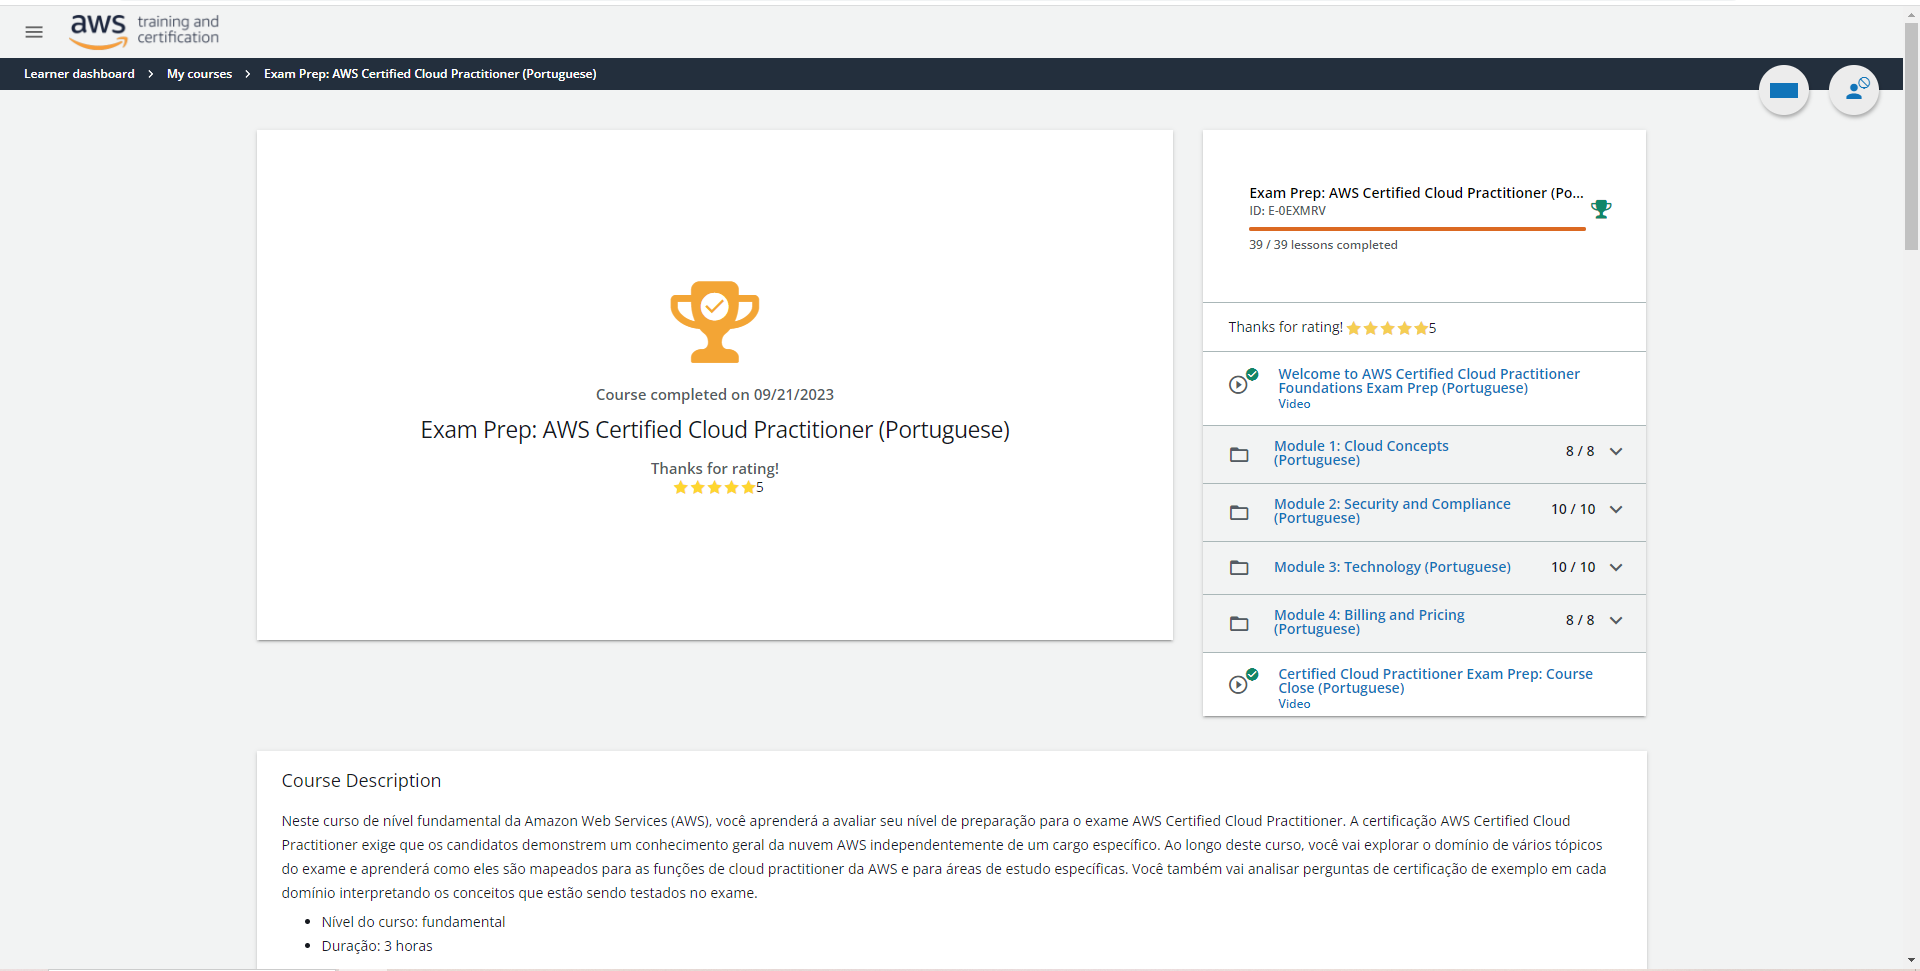 aws training and
certification
Learner dashboard > My courses > Exam Prep: AWS Certified Cloud Practitioner (Portuguese)
Course completed on 09/21/2023
Exam Prep: AWS Certified Cloud Practitioner (Portuguese)
Thanks for rating!
5
Exam Prep: AWS Certified Cloud Practitioner (Po...
ID: E-0EXMRV
39 / 39 lessons completed
Thanks for rating! 5
Welcome to AWS Certified Cloud Practitioner
Foundations Exam Prep (Portuguese)
Video
Module 1: Cloud Concepts
(Portuguese)
8 / 8
Module 2: Security and Compliance
(Portuguese)
10 / 10
Module 3: Technology (Portuguese)
10 / 10
Module 4: Billing and Pricing
(Portuguese)
8 / 8
Certified Cloud Practitioner Exam Prep: Course
Close (Portuguese)
Video
Course Description
Neste curso de nível fundamental da Amazon Web Services (AWS), você aprenderá a avaliar seu nível de preparação para o exame AWS Certified Cloud Practitioner. A certificação AWS Certified Cloud
Practitioner exige que os candidatos demonstrem um conhecimento geral da nuvem AWS independentemente de um cargo específico. Ao longo deste curso, você vai explorar o domínio de vários tópicos
do exame e aprenderá como eles são mapeados para as funções de cloud practitioner da AWS e para áreas de estudo específicas. Você também vai analisar perguntas de certificação de exemplo em cada
domínio interpretando os conceitos que estão sendo testados no exame.
• Nível do curso: fundamental
• Duração: 3 horas